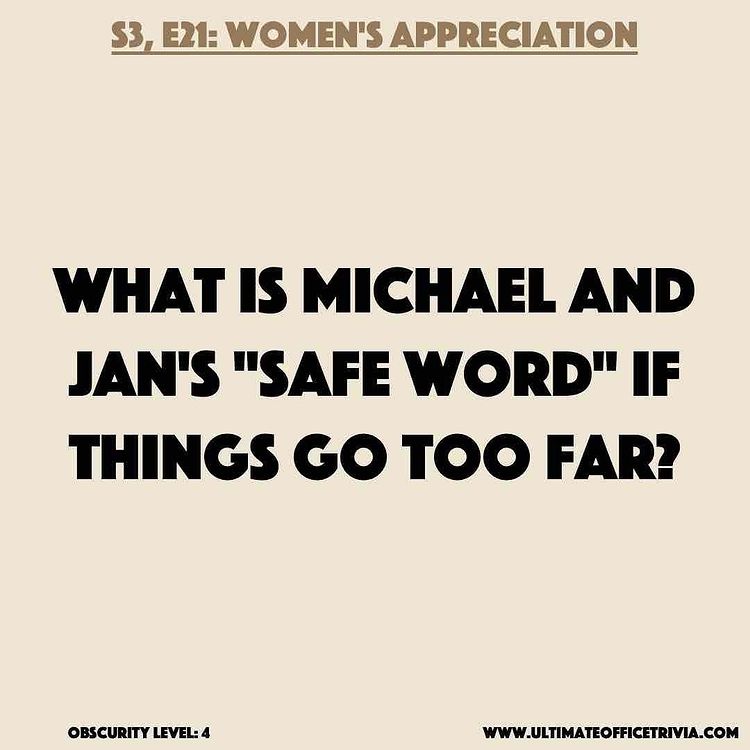 S3, E21: WOMEN'S APPRECIATION
WHAT IS MICHAEL AND
JAN'S "SAFE WORD" IF
THINGS GO TOO FAR?
OBSCURITY LEVEL: 4
WWW.ULTIMATEOFFICETRIVIA.COM